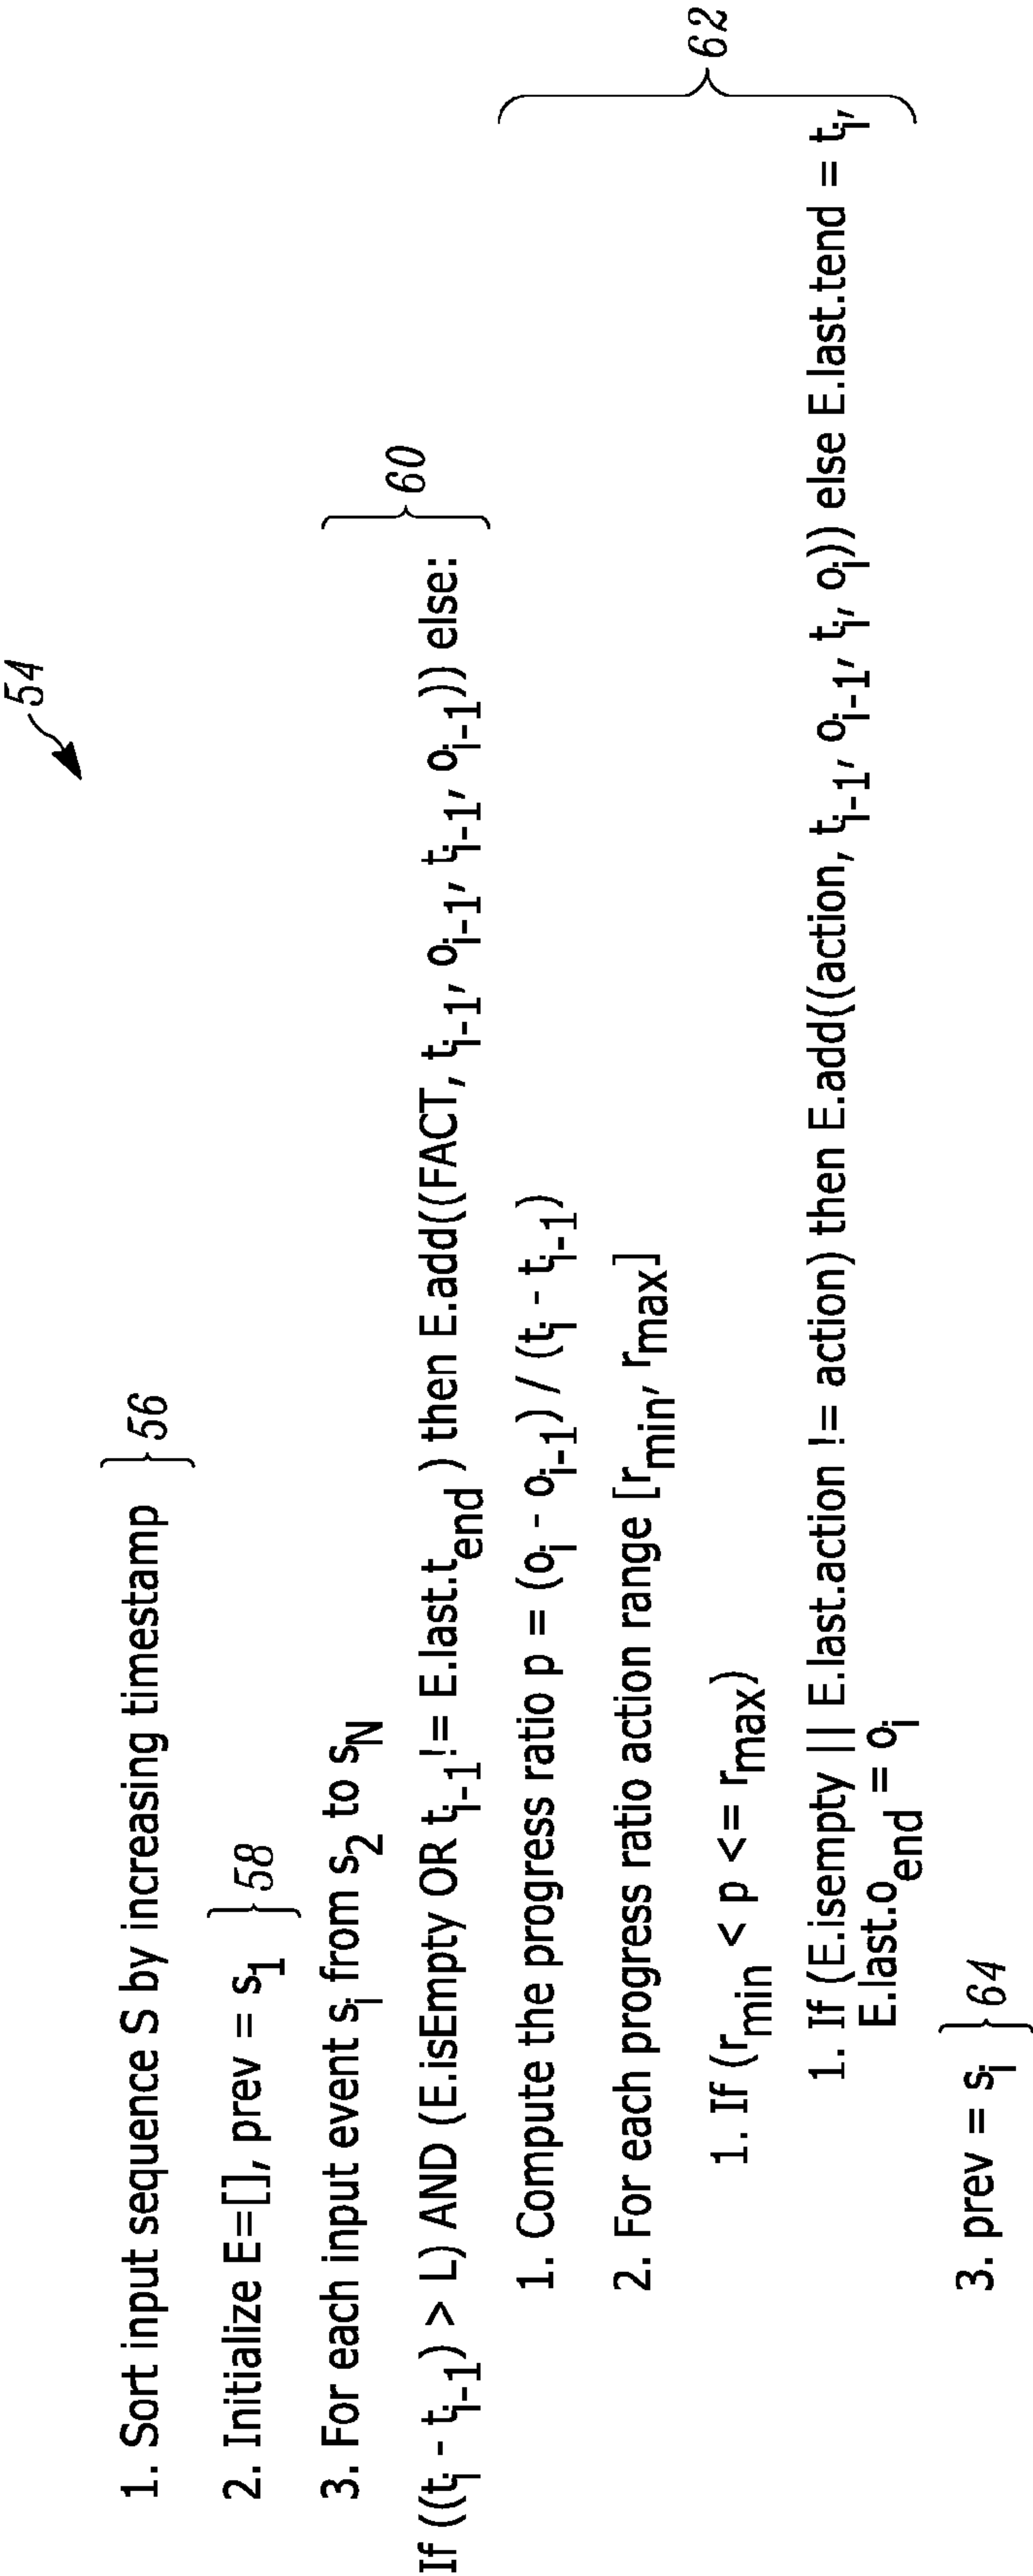 54
1. Sort input sequence S by increasing timestamp } 56
2. Initialize E=[], prev = s1 } 58
3. For each input event si from s2 to sN
If ((ti - ti-1) > L) AND (E.isEmpty OR ti-1 != E.last.tend ) then E.add((FACT, ti-1, oi-1, ti-1, oi-1)) else: } 60
1. Compute the progress ratio p = (oi - oi-1) / (ti - ti-1)
2. For each progress ratio action range [rmin, rmax]
1. If (rmin < p <= rmax)
1. If (E.isempty || E.last.action != action) then E.add((action, ti-1, oi-1, ti, oi)) else E.last.tend = ti,
E.last.oend = oi
} 62
3. prev = si } 64